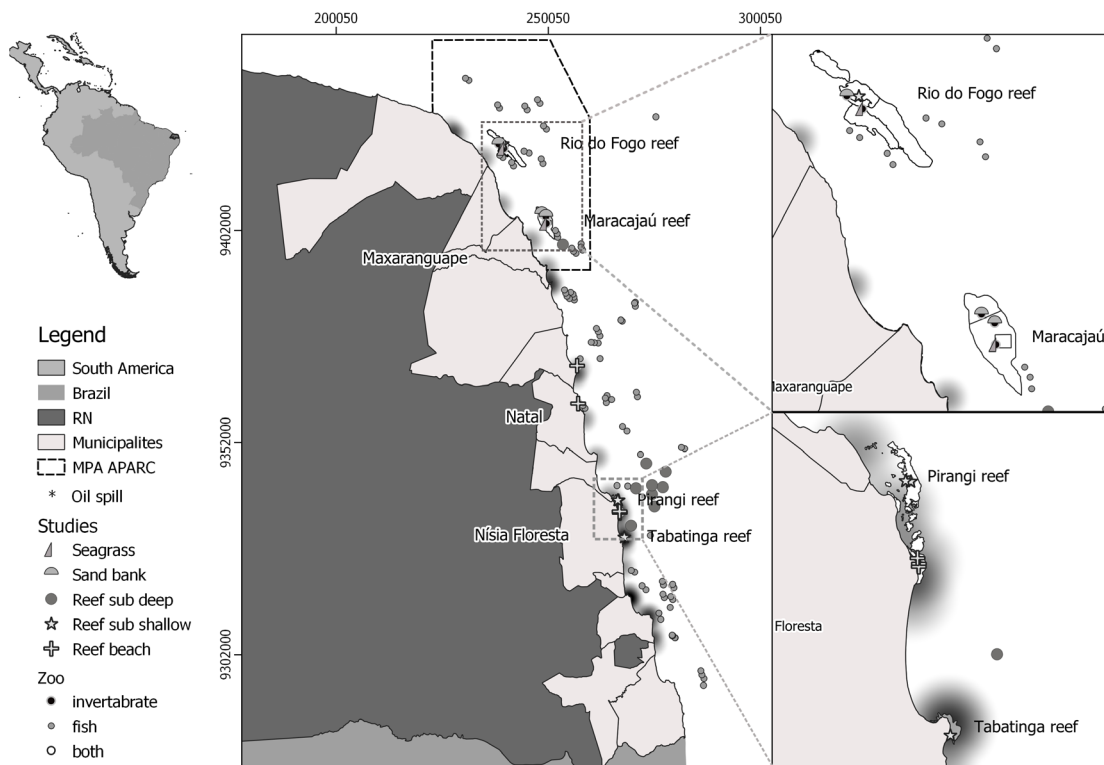 200050
250050
300050
9402000
9352000
9302000
Rio do Fogo reef
Maracajaú reef
Maxaranguape
Natal
Pirangi reef
Nísia Floresta
Tabatinga reef
Legend
South America
Brazil
RN
Municipalites
MPA APARC
* Oil spill
Studies
Seagrass
Sand bank
Reef sub deep
Reef sub shallow
Reef beach
Zoo
invertabrate
fish
both
Rio do Fogo reef
Maracajaú
laxaranguape
Pirangi reef
Floresta
Tabatinga reef